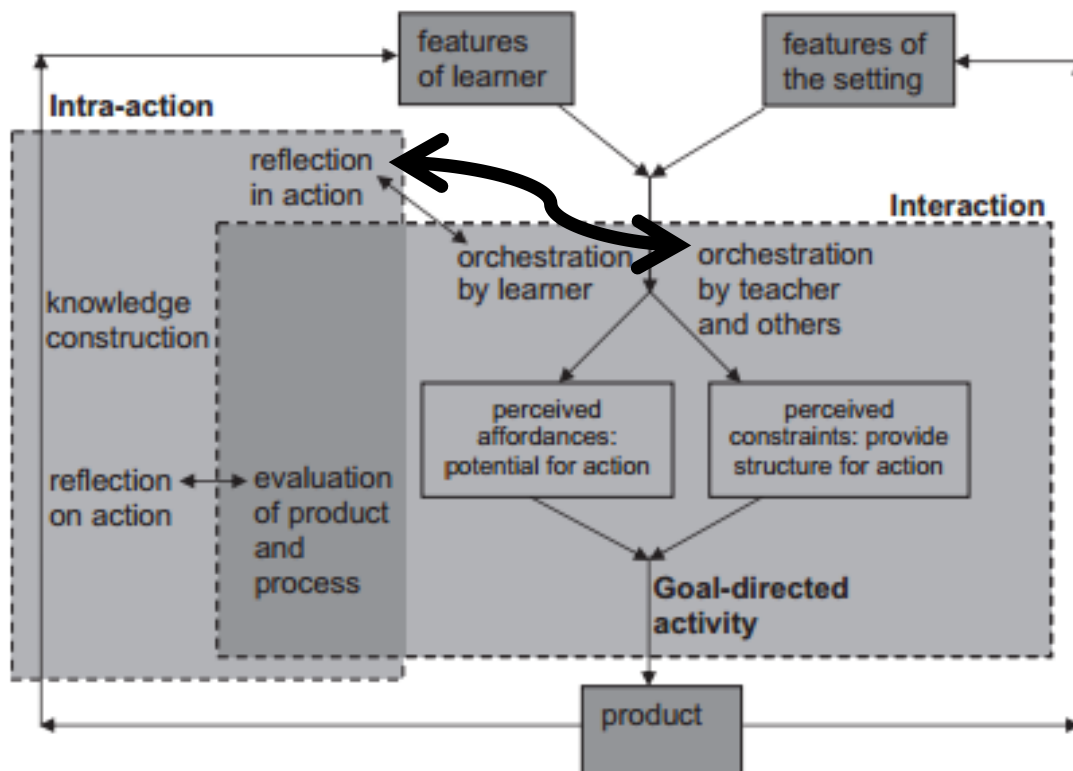 features
of learner
features of
the setting
Intra-action
reflection
in action
Interaction
orchestration
by learner
orchestration
by teacher
and others
knowledge
construction
perceived
affordances:
potential for action
perceived
constraints: provide
structure for action
reflection
on action
evaluation
of product
and
process
Goal-directed
activity
product